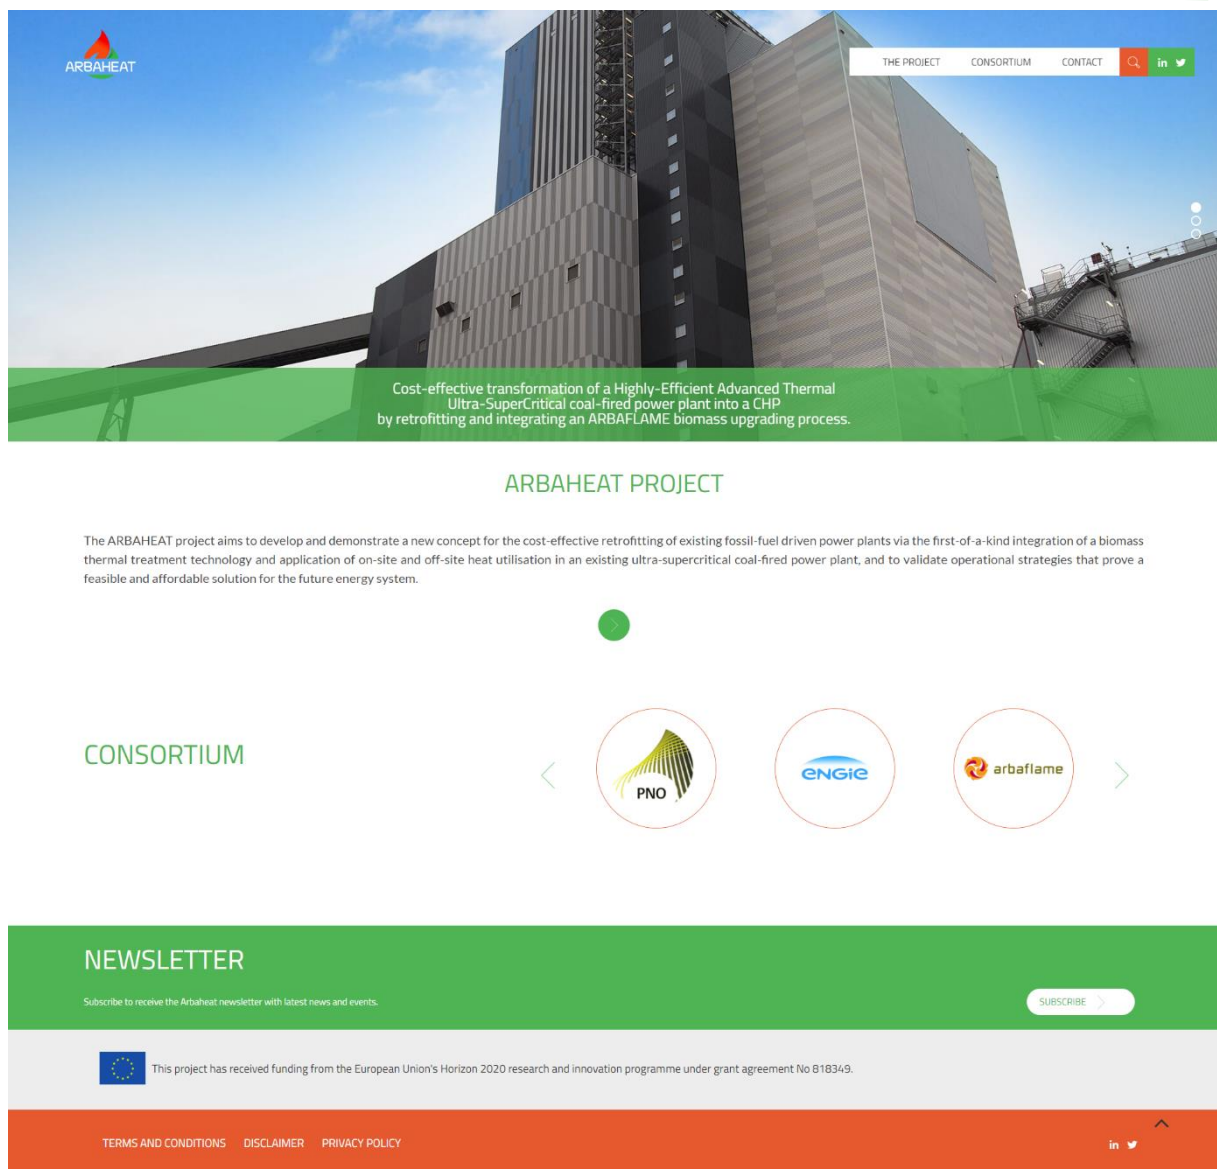 ARBAHEAT
THE PROJECT CONSORTIUM CONTACT in
Cost-effective transformation of a Highly-Efficient Advanced Thermal
Ultra-SuperCritical coal-fired power plant into a CHP
by retrofitting and integrating an ARBAFLAME biomass upgrading process.
ARBAHEAT PROJECT
The ARBAHEAT project aims to develop and demonstrate a new concept for the cost-effective retrofitting of existing fossil-fuel driven power plants via the first-of-a-kind integration of a biomass
thermal treatment technology and application of on-site and off-site heat utilisation in an existing ultra-supercritical coal-fired power plant, and to validate operational strategies that prove a
feasible and affordable solution for the future energy system.
CONSORTIUM
PNO
ENGIE
arbaflame
NEWSLETTER
Subscribe to receive the Arbaheat newsletter with latest news and events.
SUBSCRIBE
This project has received funding from the European Union's Horizon 2020 research and innovation programme under grant agreement No 818349.
TERMS AND CONDITIONS DISCLAIMER PRIVACY POLICY in